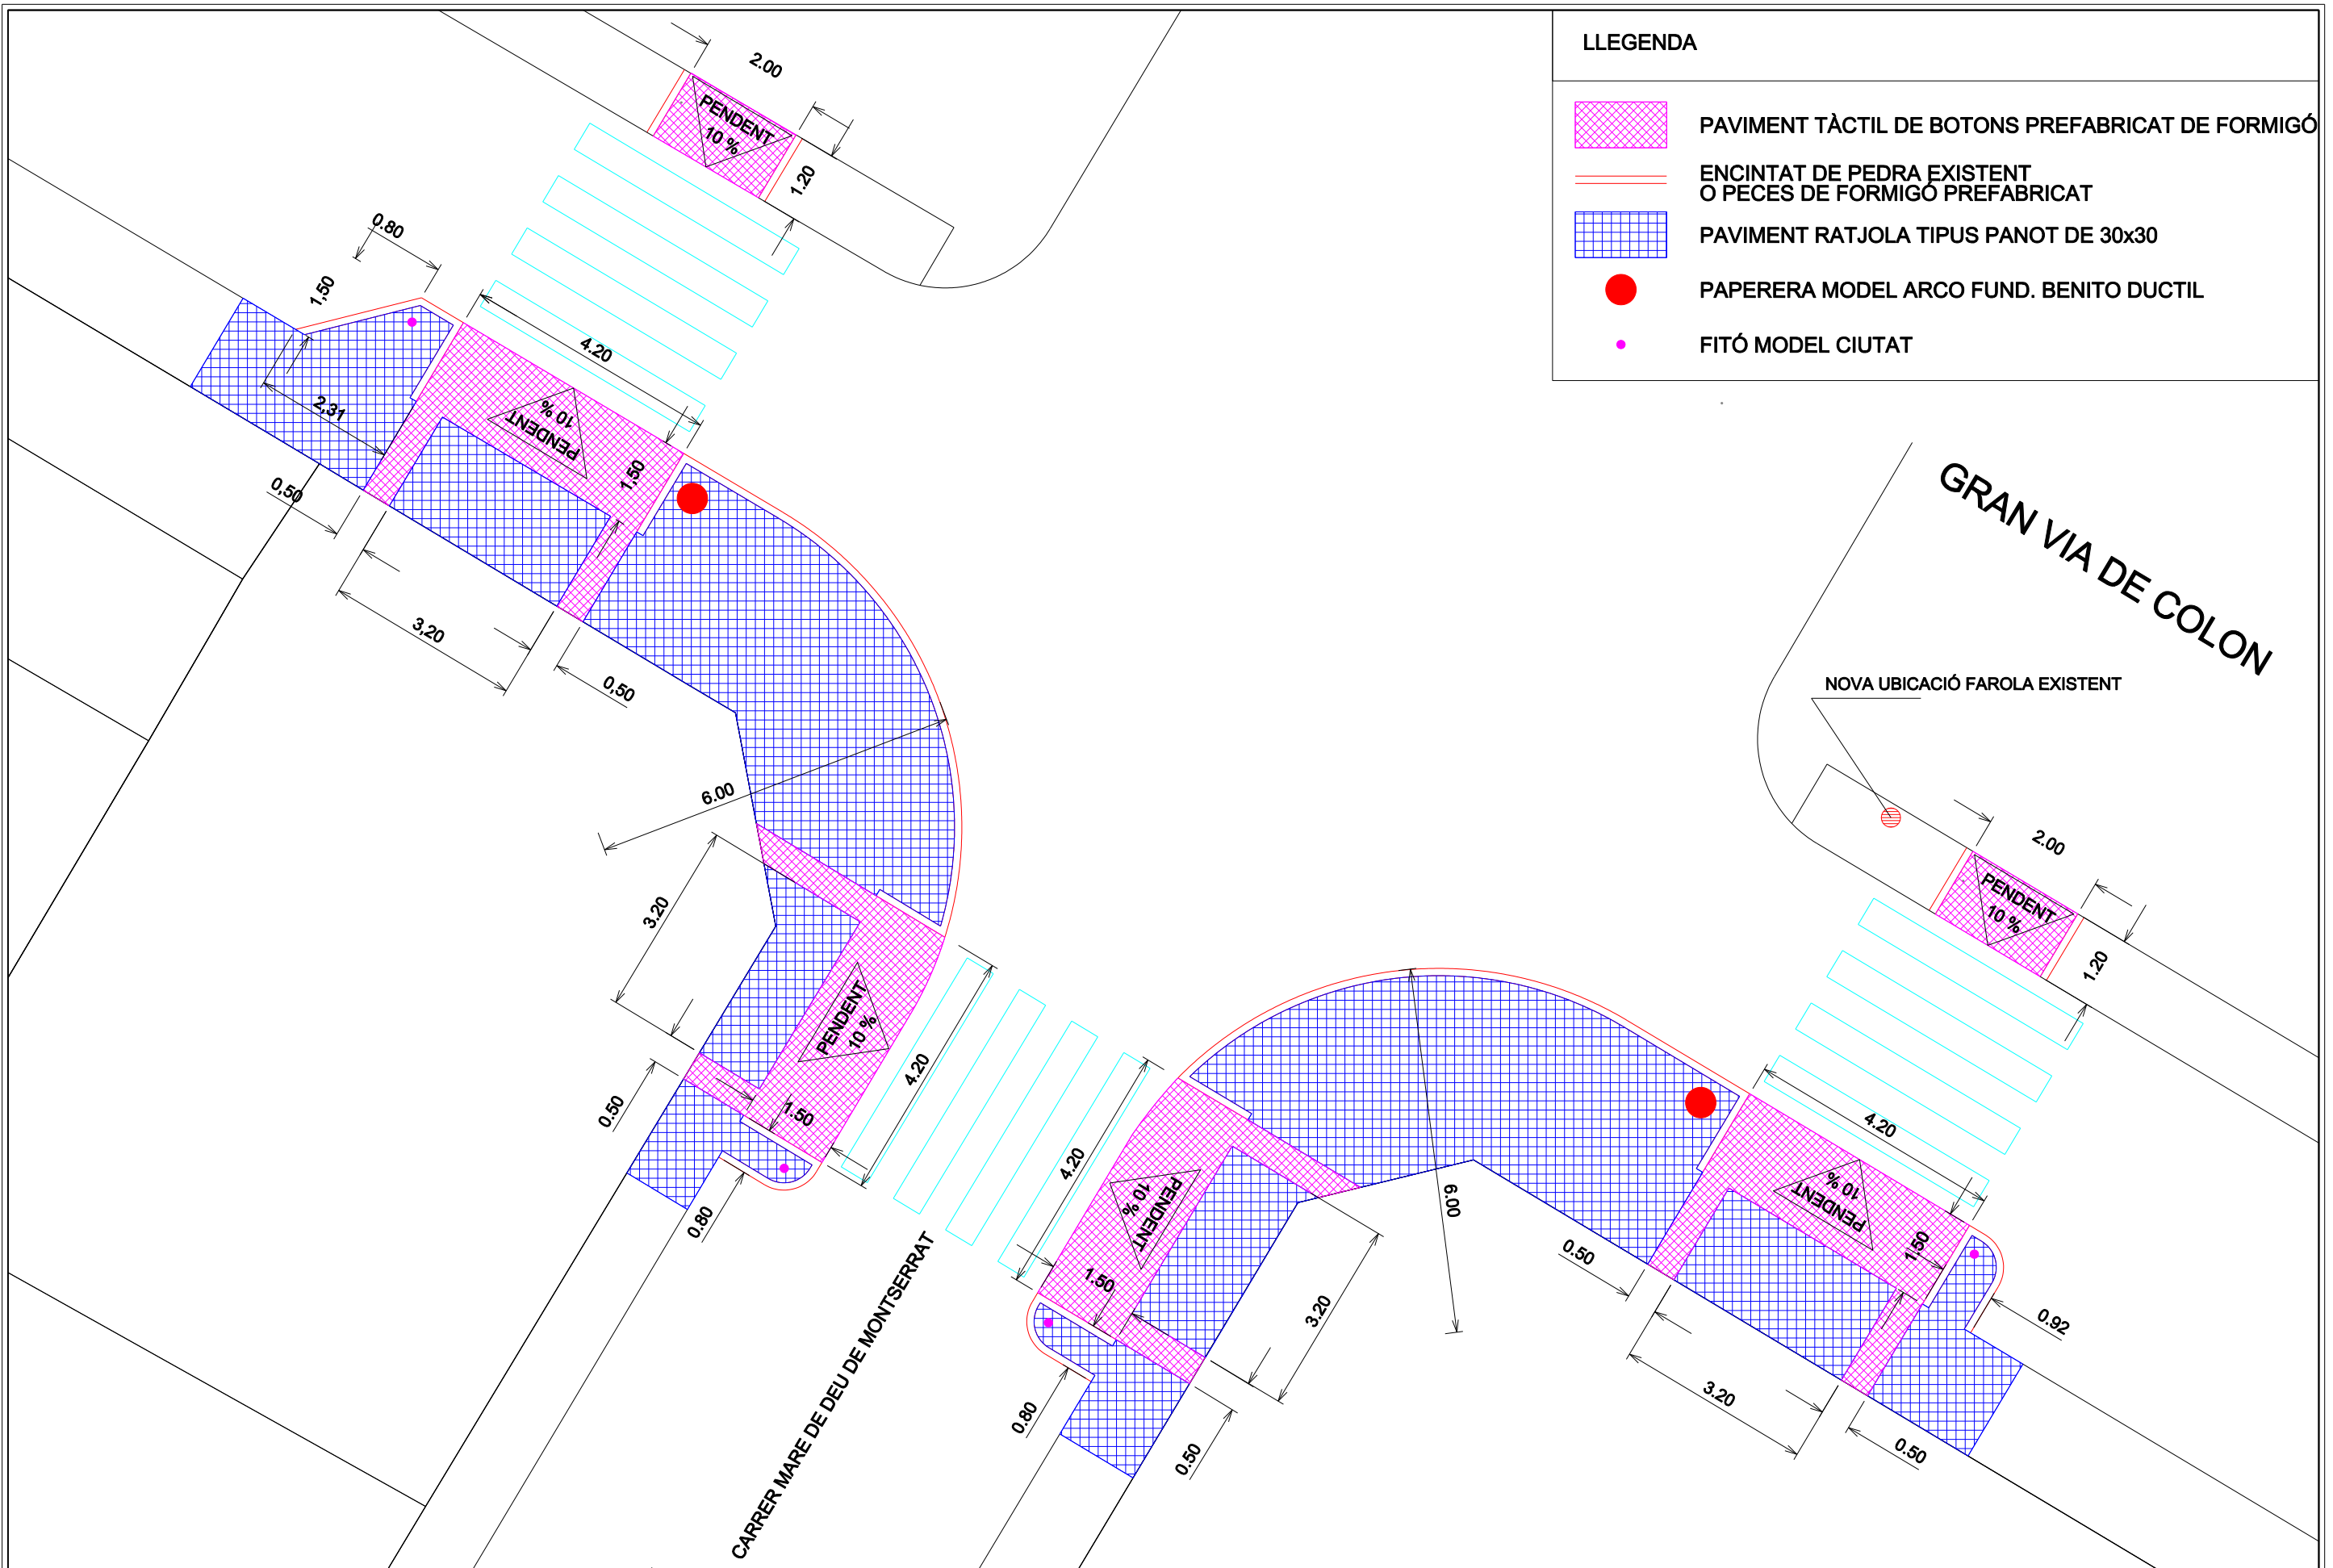 LLEGENDA
PAVIMENT TÀCTIL DE BOTONS PREFABRICAT DE FORMIGÓ
ENCINTAT DE PEDRA EXISTENT
O PECES DE FORMIGÓ PREFABRICAT
PAVIMENT RATJOLA TIPUS PANOT DE 30x30
PAPERERA MODEL ARCO FUND. BENITO DUCTIL
FITÓ MODEL CIUTAT
2.00
PENDENT
10 %
1.20
0.80
1,50
4.20
2,31
PENDENT
10 %
1,50
0,50
3,20
0,50
6.00
3.20
PENDENT
10 %
4.20
0.50
1.50
0.80
CARRER MARE DE DEU DE MONTSERRAT
4.20
PENDENT
10 %
1.50
3.20
0.80
0.50
6.00
GRAN VIA DE COLON
NOVA UBICACIÓ FAROLA EXISTENT
2.00
PENDENT
10 %
1.20
4.20
PENDENT
10 %
1.50
0.50
0.92
3.20
0.50